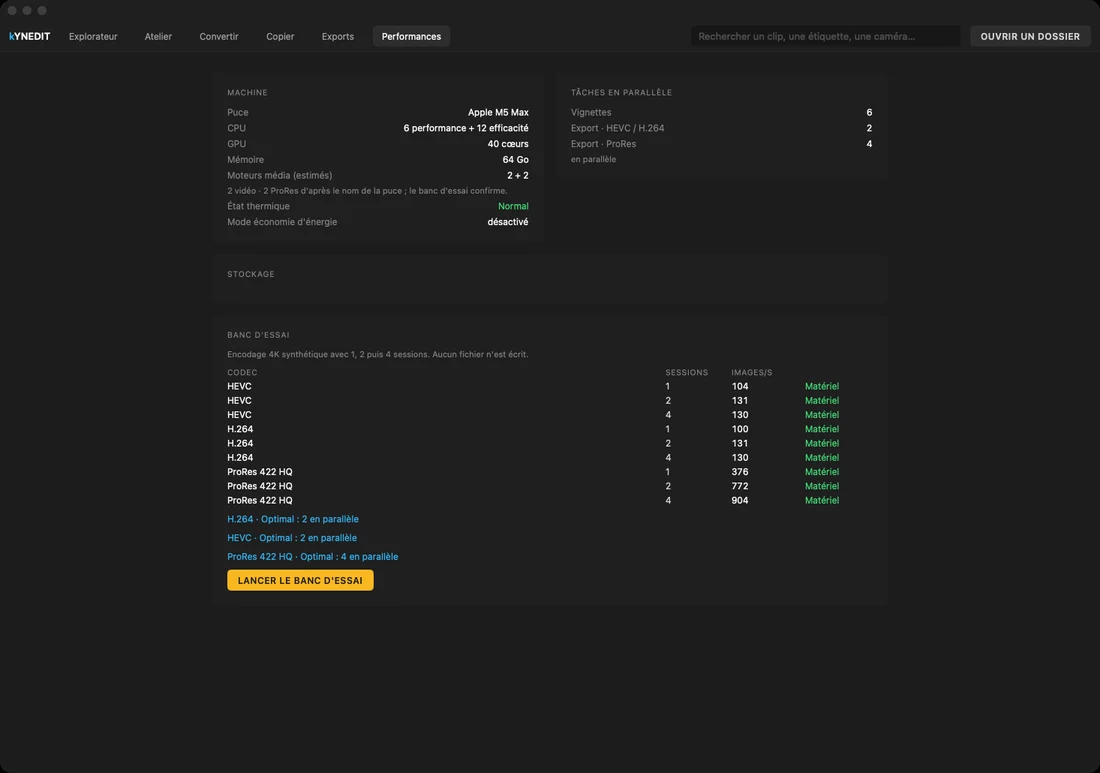 kYNEDIT Explorateur Atelier Convertir Copier Exports Performances Rechercher un clip, une étiquette, une caméra... OUVRIR UN DOSSIER
MACHINE
Puce Apple M5 Max
CPU 6 performance + 12 efficacité
GPU 40 cœurs
Mémoire 64 Go
Moteurs média (estimés) 2 + 2
2 vidéo · 2 ProRes d'après le nom de la puce ; le banc d'essai confirme.
État thermique Normal
Mode économie d'énergie désactivé
TÂCHES EN PARALLÈLE
Vignettes 6
Export · HEVC / H.264 2
Export · ProRes 4
en parallèle
STOCKAGE
BANC D'ESSAI
Encodage 4K synthétique avec 1, 2 puis 4 sessions. Aucun fichier n'est écrit.
CODEC SESSIONS IMAGES/S
HEVC 1 104 Matériel
HEVC 2 131 Matériel
HEVC 4 130 Matériel
H.264 1 100 Matériel
H.264 2 131 Matériel
H.264 4 130 Matériel
ProRes 422 HQ 1 376 Matériel
ProRes 422 HQ 2 772 Matériel
ProRes 422 HQ 4 904 Matériel
H.264 · Optimal : 2 en parallèle
HEVC · Optimal : 2 en parallèle
ProRes 422 HQ · Optimal : 4 en parallèle
LANCER LE BANC D'ESSAI